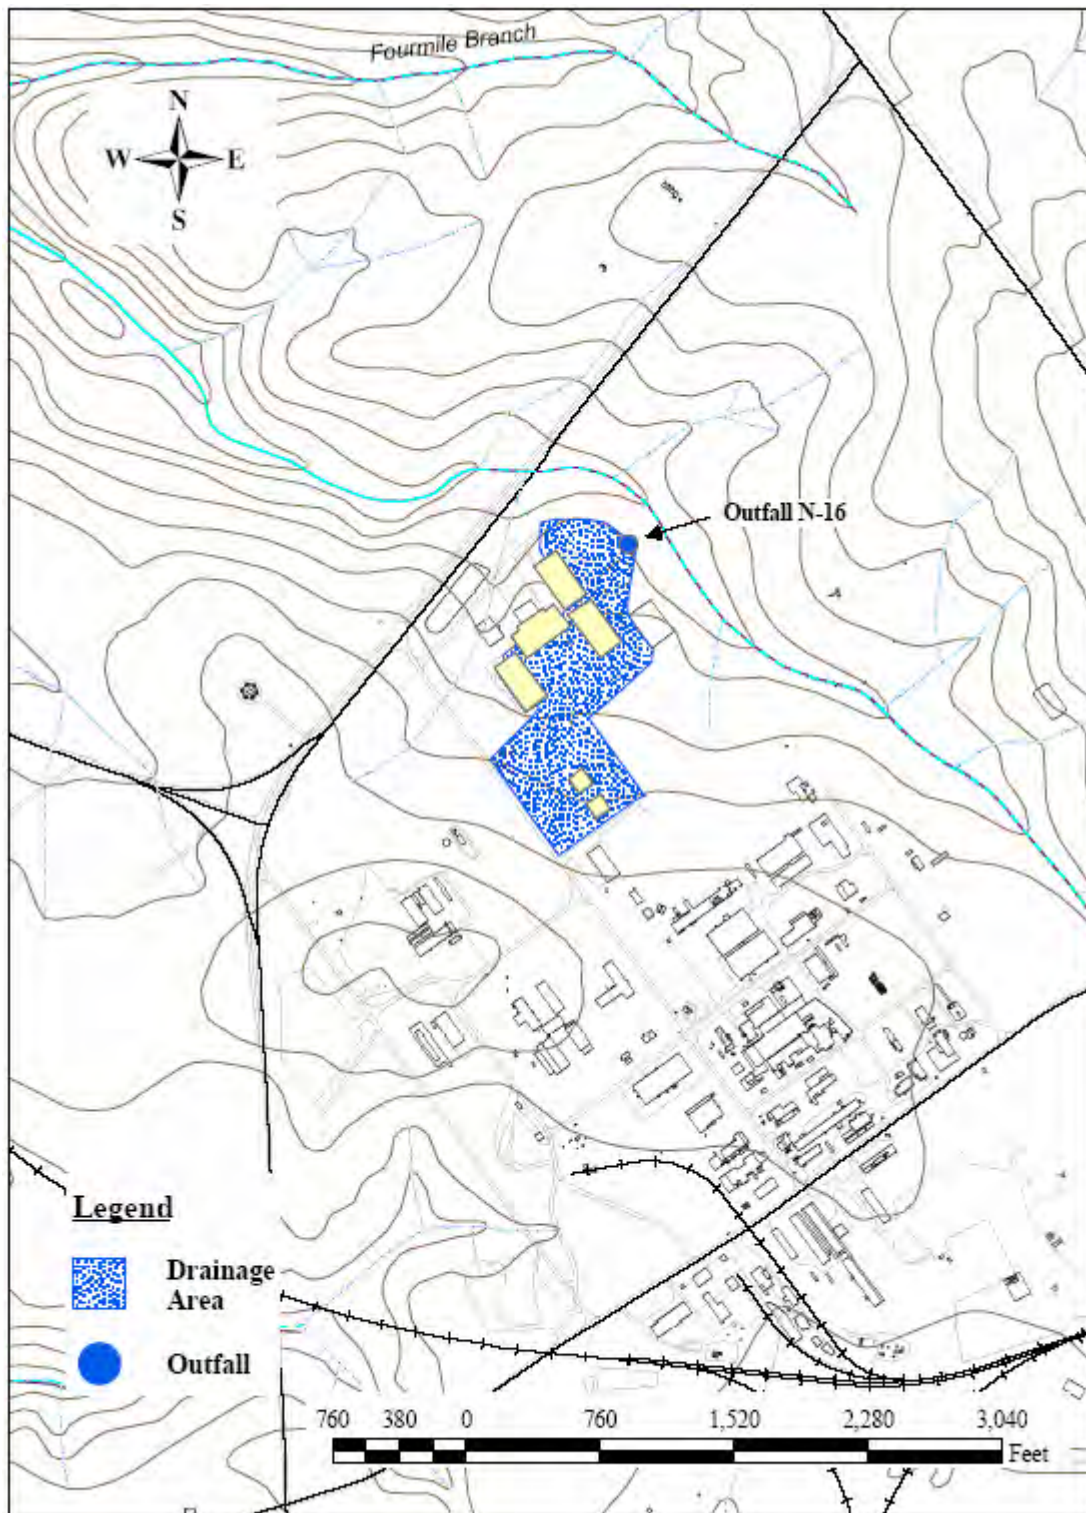 Fourmile Branch
N
W E
S
Outfall N-16
Legend
Drainage
Area
Outfall
760 380 0 760 1,520 2,280 3,040
Feet